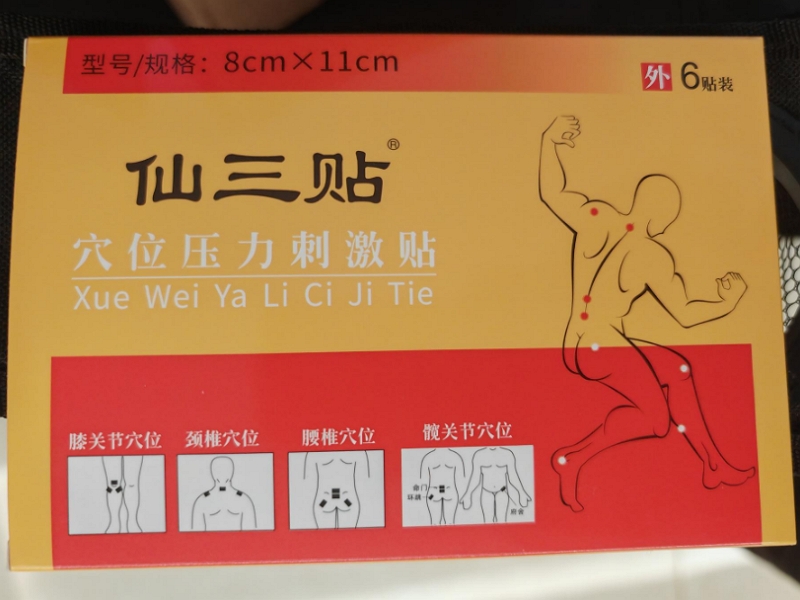 型号/规格：8cm×11cm
外 6贴装
仙三贴®
穴位压力刺激贴
Xue Wei Ya Li Ci Ji Tie
膝关节穴位 颈椎穴位 腰椎穴位 髋关节穴位
环跳